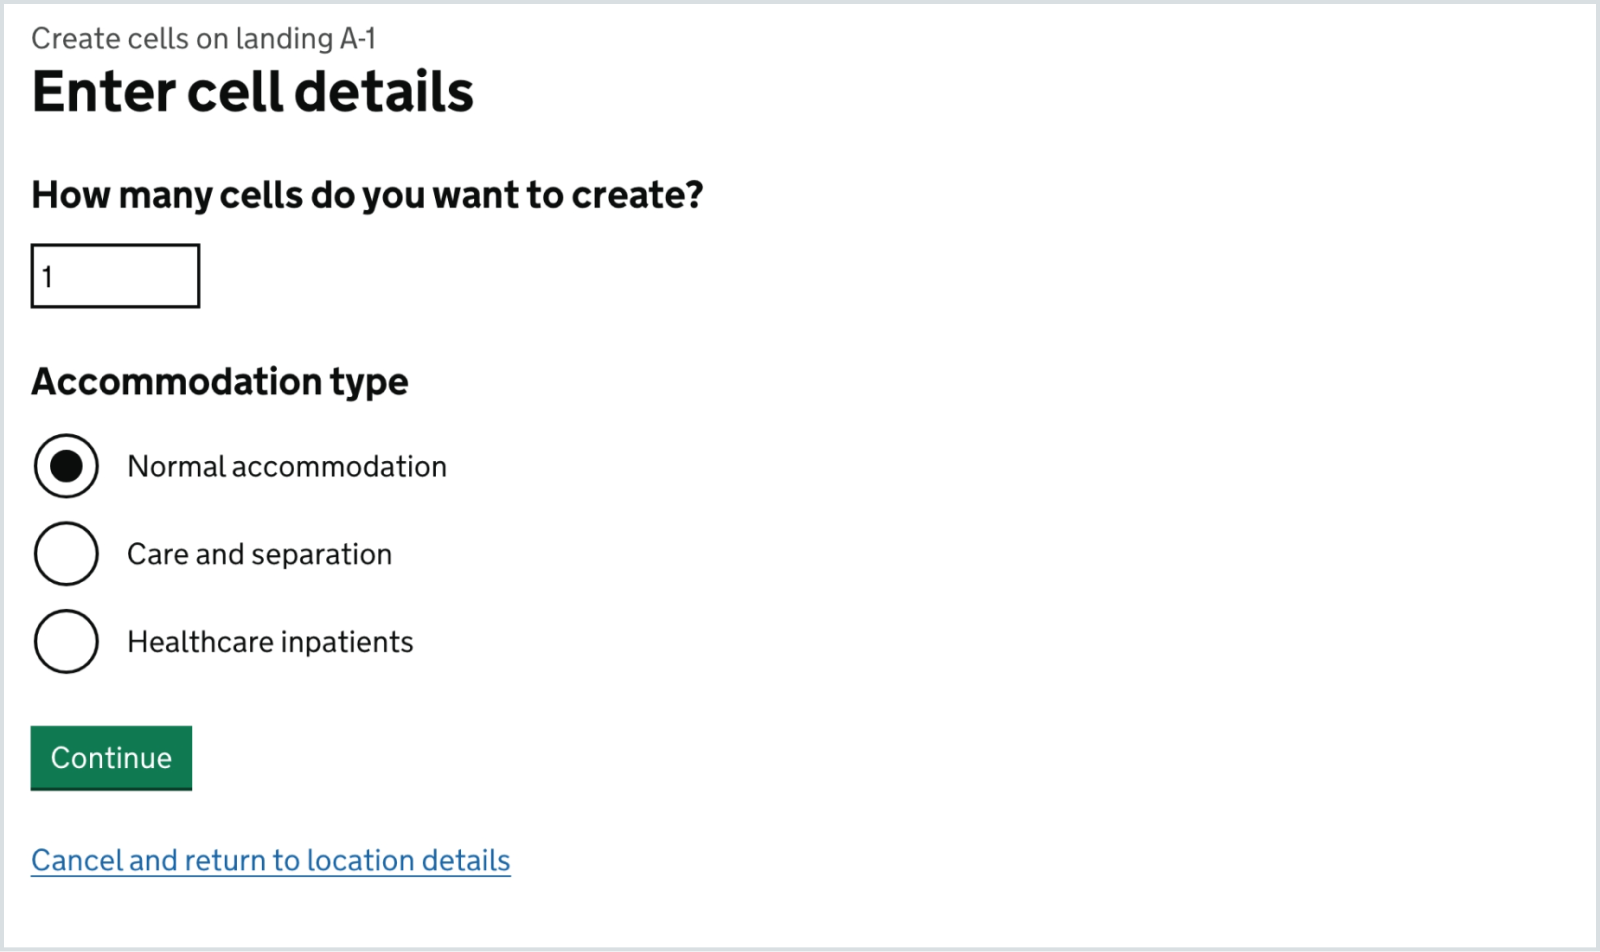 Create cells on landing A-1
Enter cell details
How many cells do you want to create?
1
Accommodation type
Normal accommodation
Care and separation
Healthcare inpatients
Continue
Cancel and return to location details